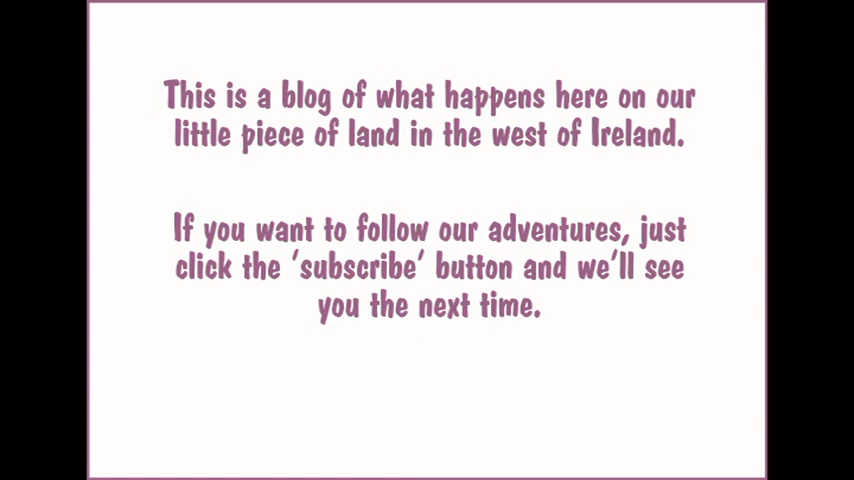 This is a blog of what happens here on our
little piece of land in the west of Ireland.
If you want to follow our adventures, just
click the ‘subscribe’ button and we’ll see
you the next time.